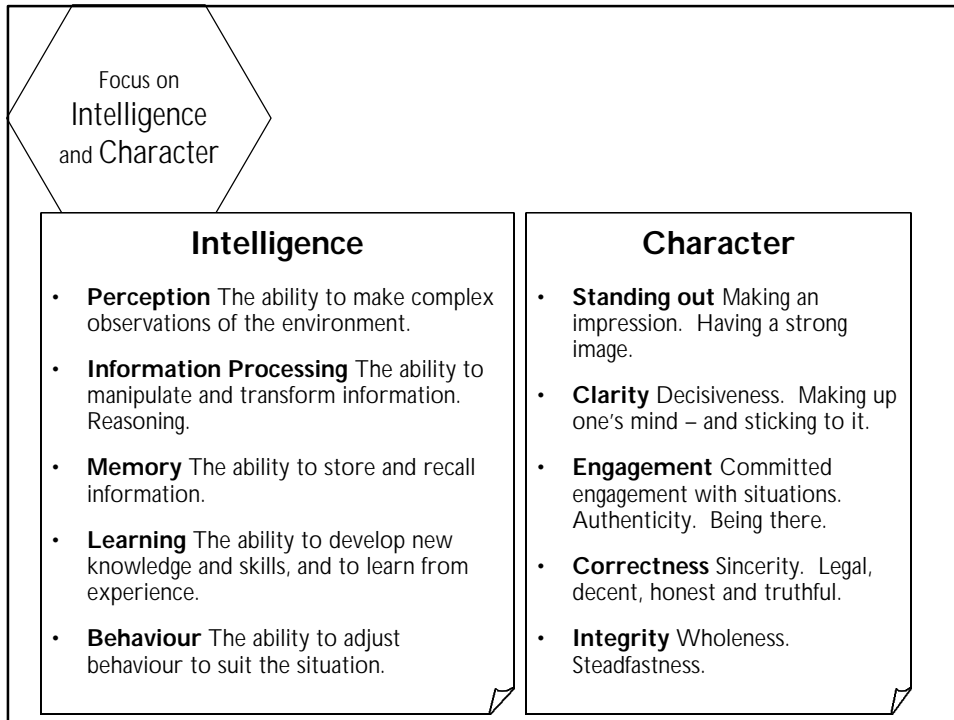 Focus on
Intelligence
and Character
Intelligence
• Perception The ability to make complex
observations of the environment.
• Information Processing The ability to
manipulate and transform information.
Reasoning.
• Memory The ability to store and recall
information.
• Learning The ability to develop new
knowledge and skills, and to learn from
experience.
• Behaviour The ability to adjust
behaviour to suit the situation.
Character
• Standing out Making an
impression. Having a strong
image.
• Clarity Decisiveness. Making up
one's mind – and sticking to it.
• Engagement Committed
engagement with situations.
Authenticity. Being there.
• Correctness Sincerity. Legal,
decent, honest and truthful.
• Integrity Wholeness.
Steadfastness.